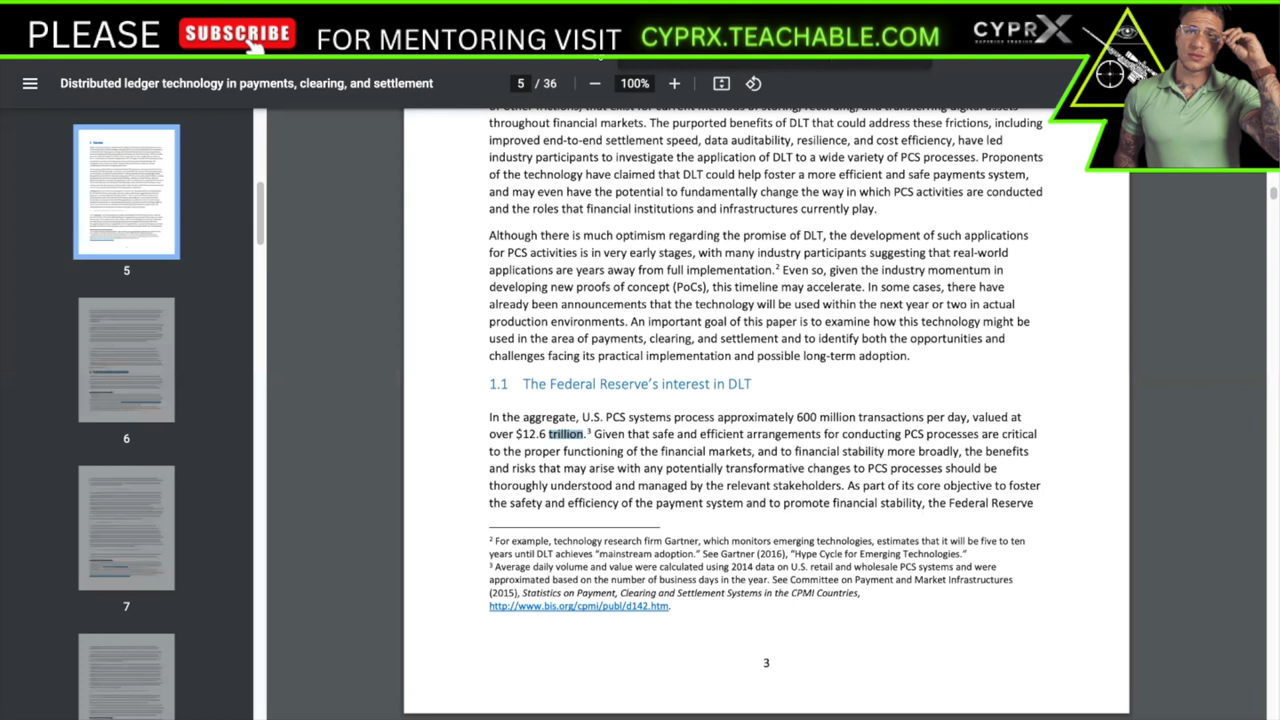 PLEASE SUBSCRIBE FOR MENTORING VISIT CYPRX.TEACHABLE.COM CYPRX
SUPERIOR TRADING
Distributed ledger technology in payments, clearing, and settlement 5 / 36 100%
5
6
7
throughout financial markets. The purported benefits of DLT that could address these frictions, including
improved end-to-end settlement speed, data auditability, resilience, and cost efficiency, have led
industry participants to investigate the application of DLT to a wide variety of PCS processes. Proponents
of the technology have claimed that DLT could help foster a more efficient and safe payments system,
and may even have the potential to fundamentally change the way in which PCS activities are conducted
and the roles that financial institutions and infrastructures currently play.
Although there is much optimism regarding the promise of DLT, the development of such applications
for PCS activities is in very early stages, with many industry participants suggesting that real-world
applications are years away from full implementation.2 Even so, given the industry momentum in
developing new proofs of concept (PoCs), this timeline may accelerate. In some cases, there have
already been announcements that the technology will be used within the next year or two in actual
production environments. An important goal of this paper is to examine how this technology might be
used in the area of payments, clearing, and settlement and to identify both the opportunities and
challenges facing its practical implementation and possible long-term adoption.
1.1 The Federal Reserve's interest in DLT
In the aggregate, U.S. PCS systems process approximately 600 million transactions per day, valued at
over $12.6 trillion.3 Given that safe and efficient arrangements for conducting PCS processes are critical
to the proper functioning of the financial markets, and to financial stability more broadly, the benefits
and risks that may arise with any potentially transformative changes to PCS processes should be
thoroughly understood and managed by the relevant stakeholders. As part of its core objective to foster
the safety and efficiency of the payment system and to promote financial stability, the Federal Reserve
2 For example, technology research firm Gartner, which monitors emerging technologies, estimates that it will be five to ten
years until DLT achieves "mainstream adoption." See Gartner (2016), "Hype Cycle for Emerging Technologies."
3 Average daily volume and value were calculated using 2014 data on U.S. retail and wholesale PCS systems and were
approximated based on the number of business days in the year. See Committee on Payment and Market Infrastructures
(2015), Statistics on Payment, Clearing and Settlement Systems in the CPMI Countries,
http://www.bis.org/cpmi/publ/d142.htm.
3